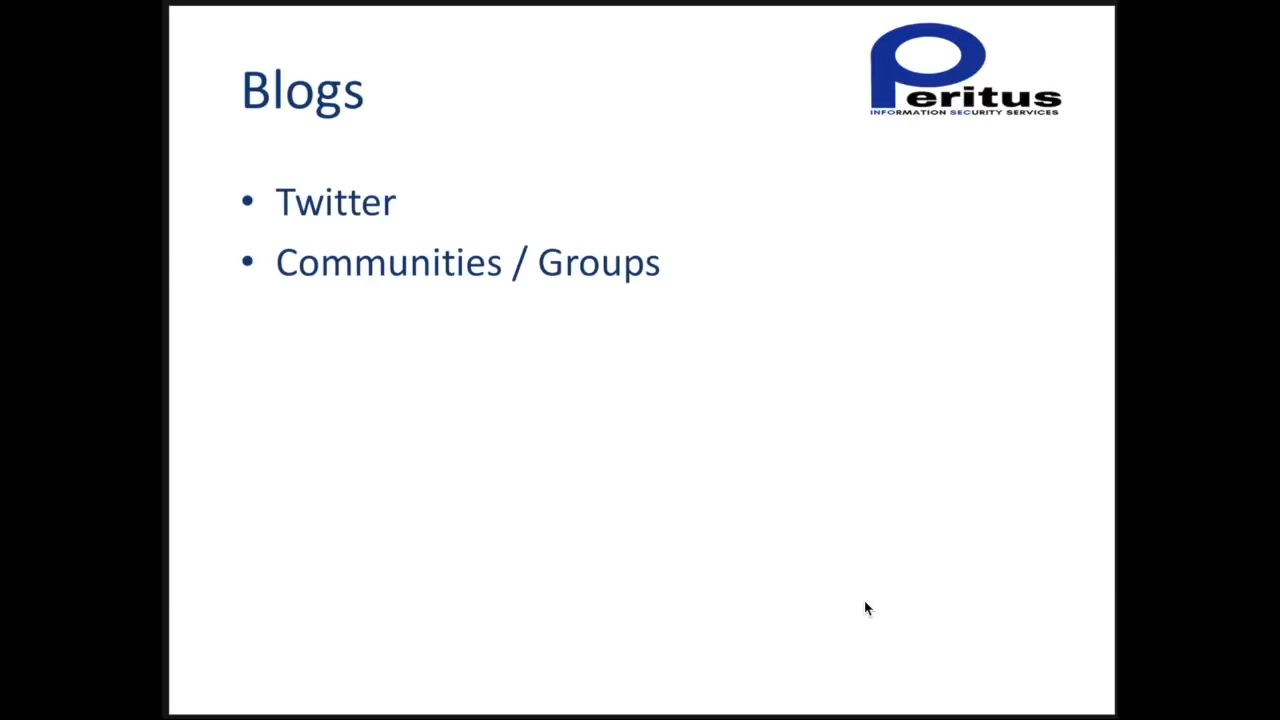 Blogs
Peritus
INFORMATION SECURITY SERVICES
• Twitter
• Communities / Groups